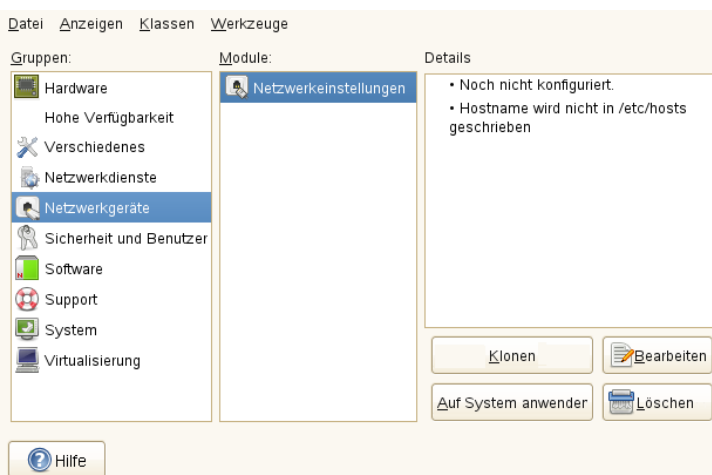 Datei Anzeigen Klassen Werkzeuge
Gruppen:
Hardware
Hohe Verfügbarkeit
Verschiedenes
Netzwerkdienste
Netzwerkgeräte
Sicherheit und Benutzer
Software
Support
System
Virtualisierung
Module:
Netzwerkeinstellungen
Details
• Noch nicht konfiguriert.
• Hostname wird nicht in /etc/hosts
geschrieben
Klonen
Bearbeiten
Auf System anwender
Löschen
Hilfe